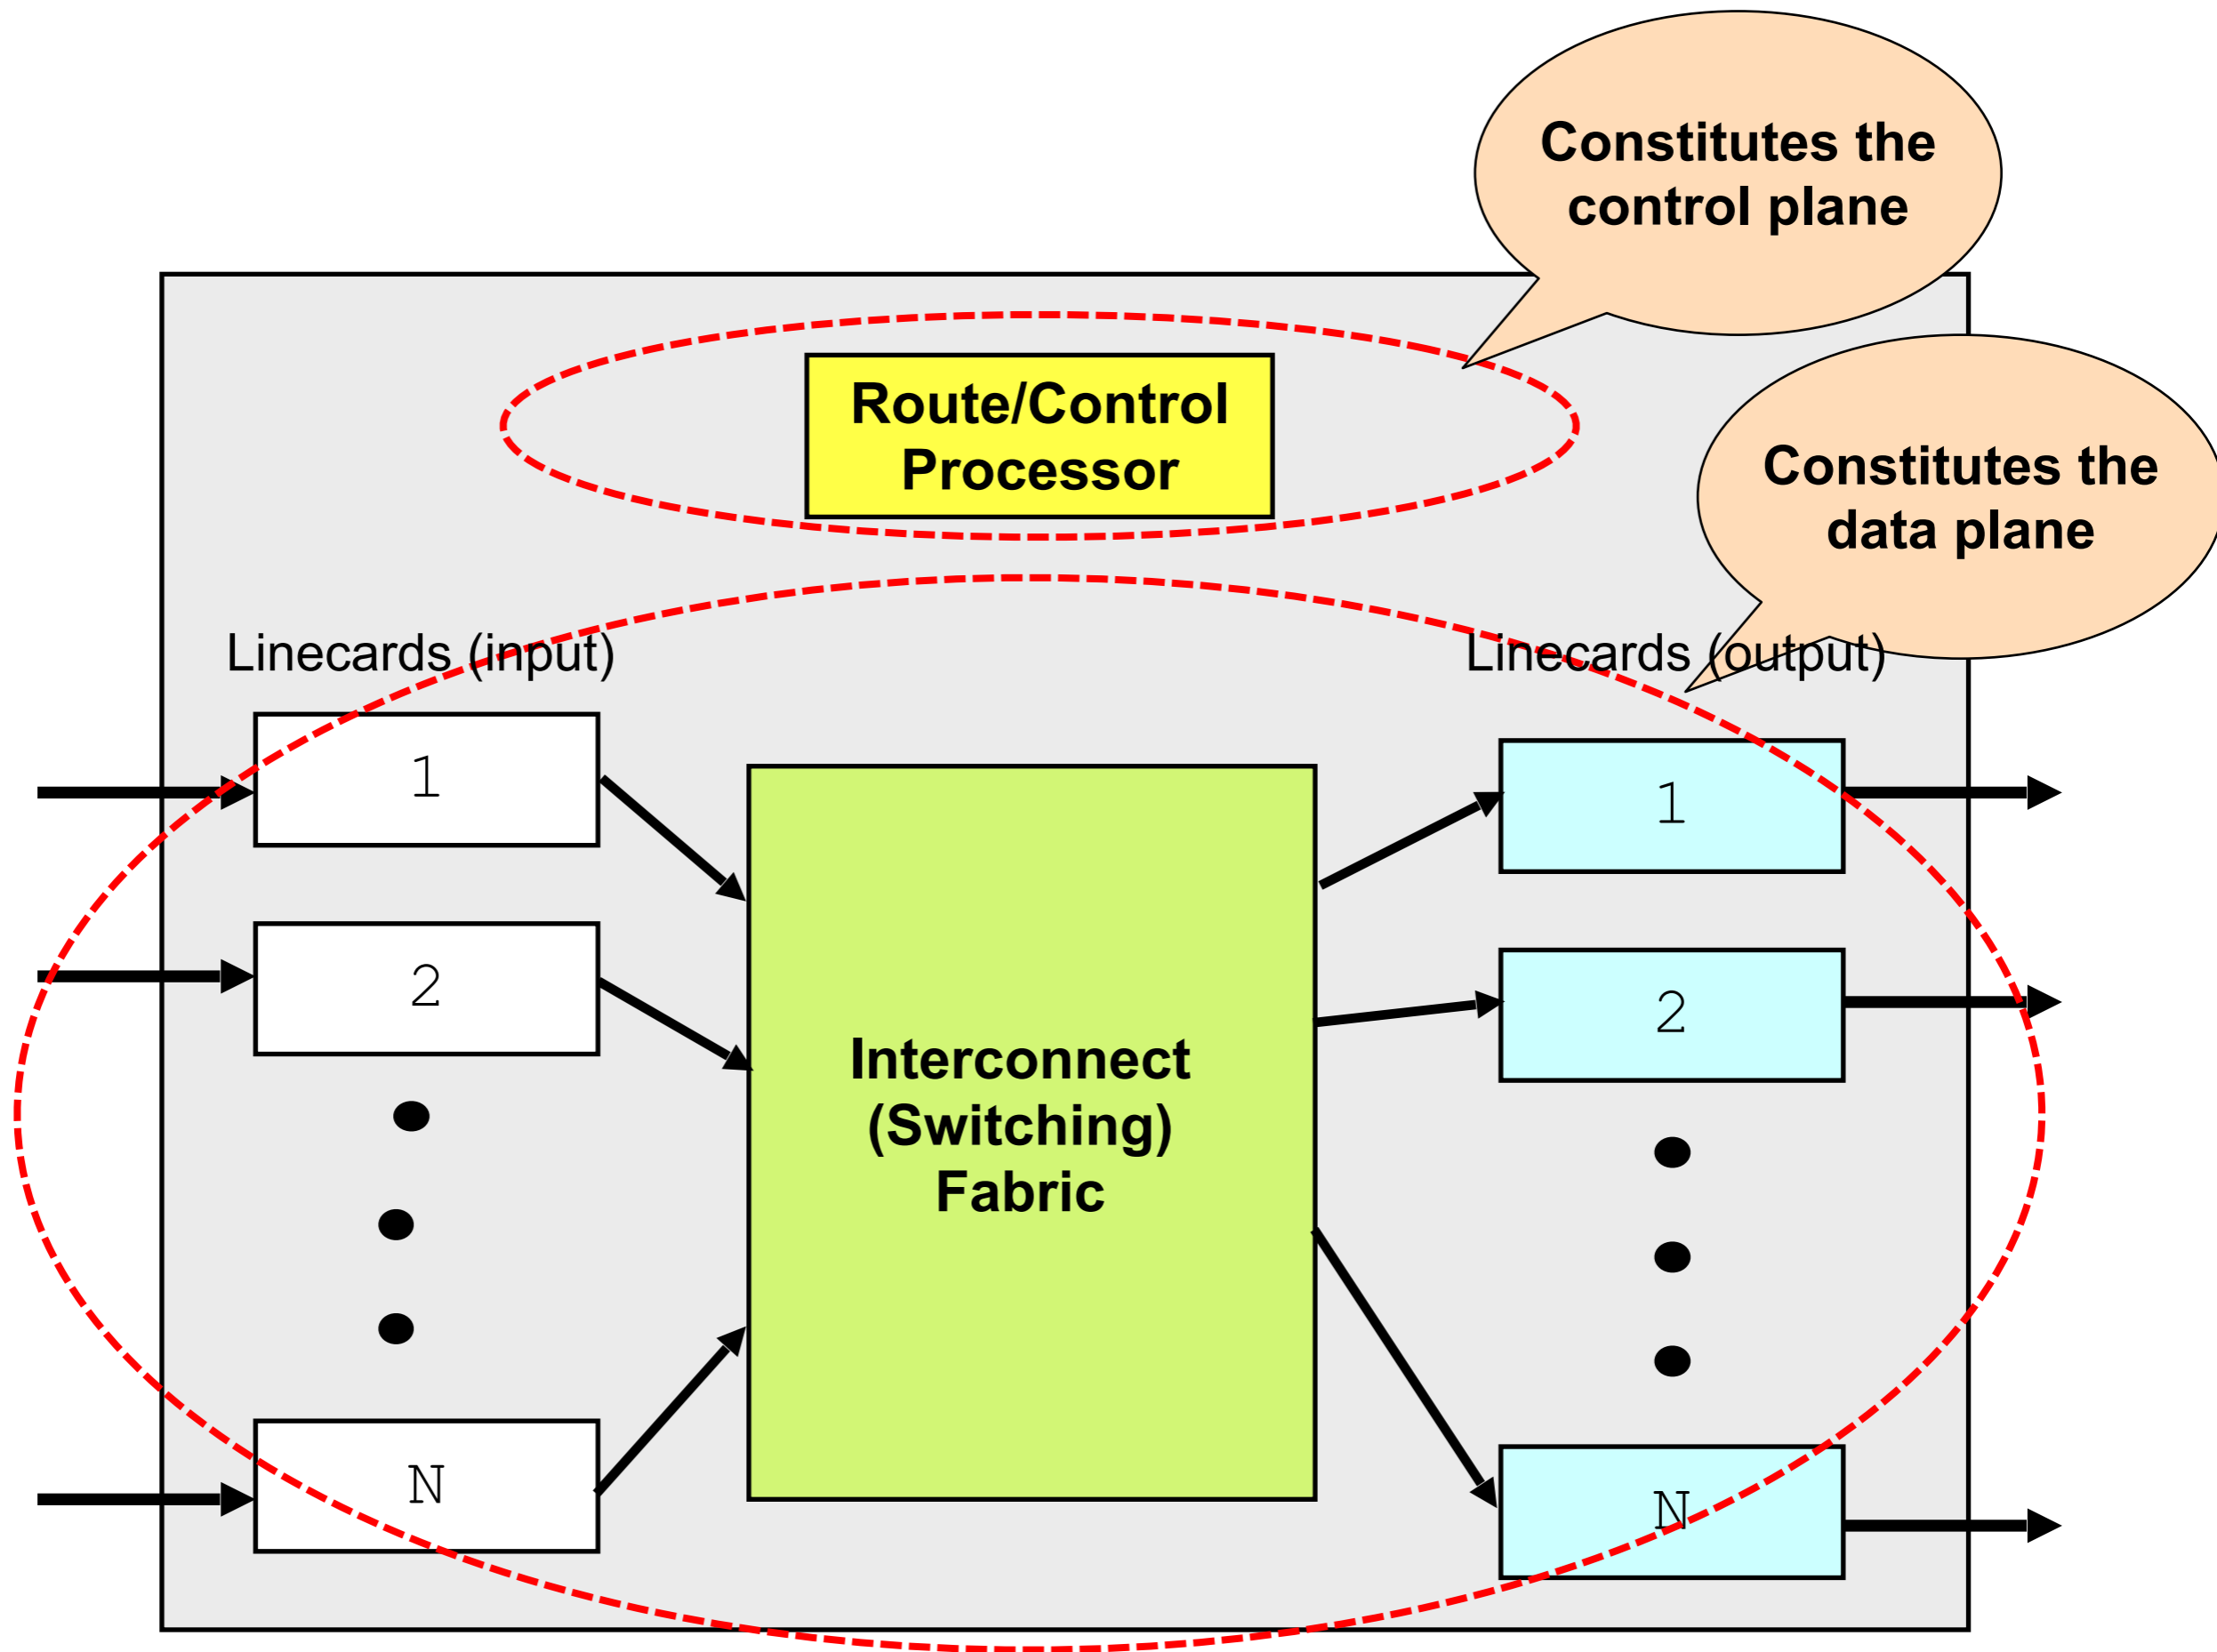 Constitutes the
control plane
Route/Control
Processor
Constitutes the
data plane
Linecards (input)
Linecards (output)
1
1
2
2
Interconnect
(Switching)
Fabric
N
N